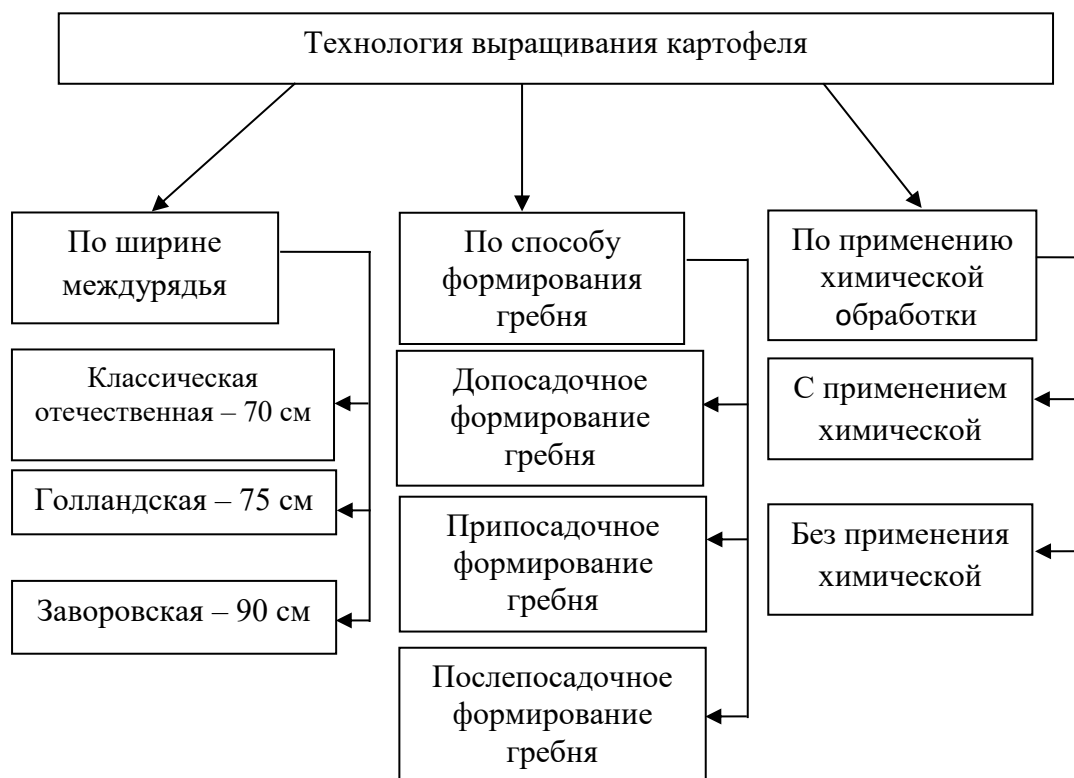 Технология выращивания картофеля
По ширине
междурядья
Классическая
отечественная – 70 см
Голландская – 75 см
Заворовская – 90 см
По способу
формирования
гребня
Допосадочное
формирование
гребня
Припосадочное
формирование
гребня
Послепосадочное
формирование
гребня
По применению
химической
обработки
С применением
химической
Без применения
химической